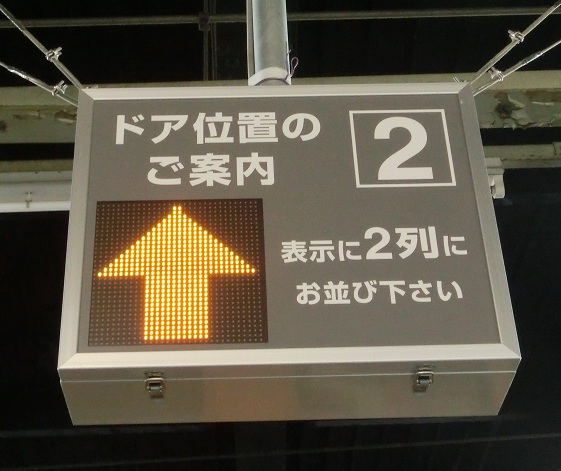 ドア位置の
ご案内
2
表示に2列に
お並び下さい